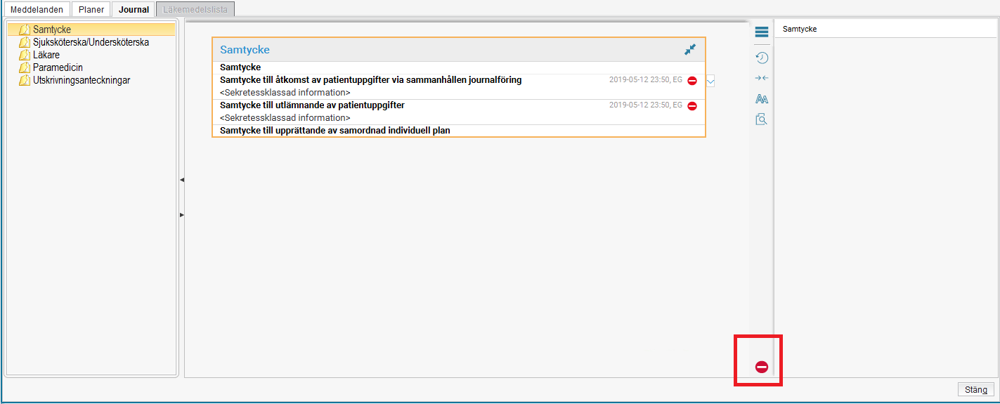 Meddelanden
Planer
Journal
Läkemedelslista
Samtycke
Sjuksköterska/Undersköterska
Läkare
Paramedicin
Utskrivningsanteckningar
Samtycke
Samtycke
Samtycke till åtkomst av patientuppgifter via sammanhållen journalföring 2019-05-12 23:50, EG
<Sekretessklassad information>
Samtycke till utlämnande av patientuppgifter 2019-05-12 23:50, EG
<Sekretessklassad information>
Samtycke till upprättande av samordnad individuell plan
AA
Samtycke
Stäng